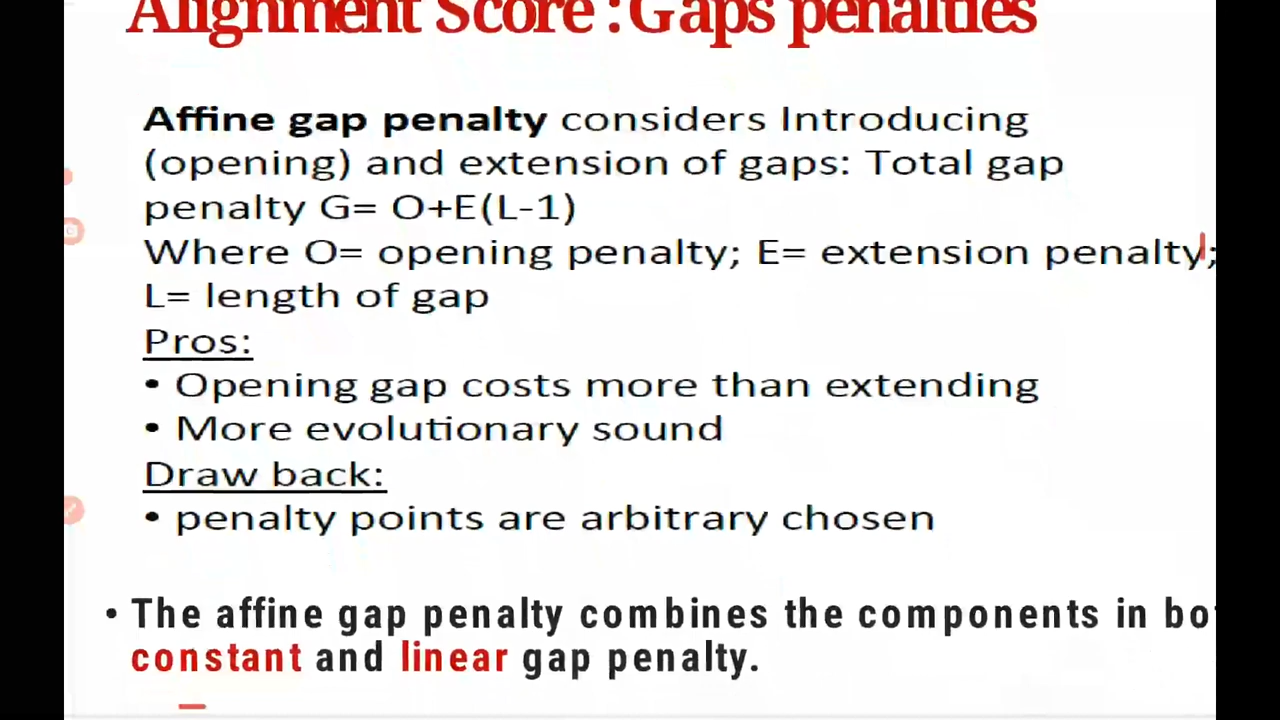 Alignment Score :Gaps penalties
Affine gap penalty considers Introducing
(opening) and extension of gaps: Total gap
penalty G= O+E(L-1)
Where O= opening penalty; E= extension penalty;
L= length of gap
Pros:
• Opening gap costs more than extending
• More evolutionary sound
Draw back:
• penalty points are arbitrary chosen
• The affine gap penalty combines the components in
constant and linear gap penalty.